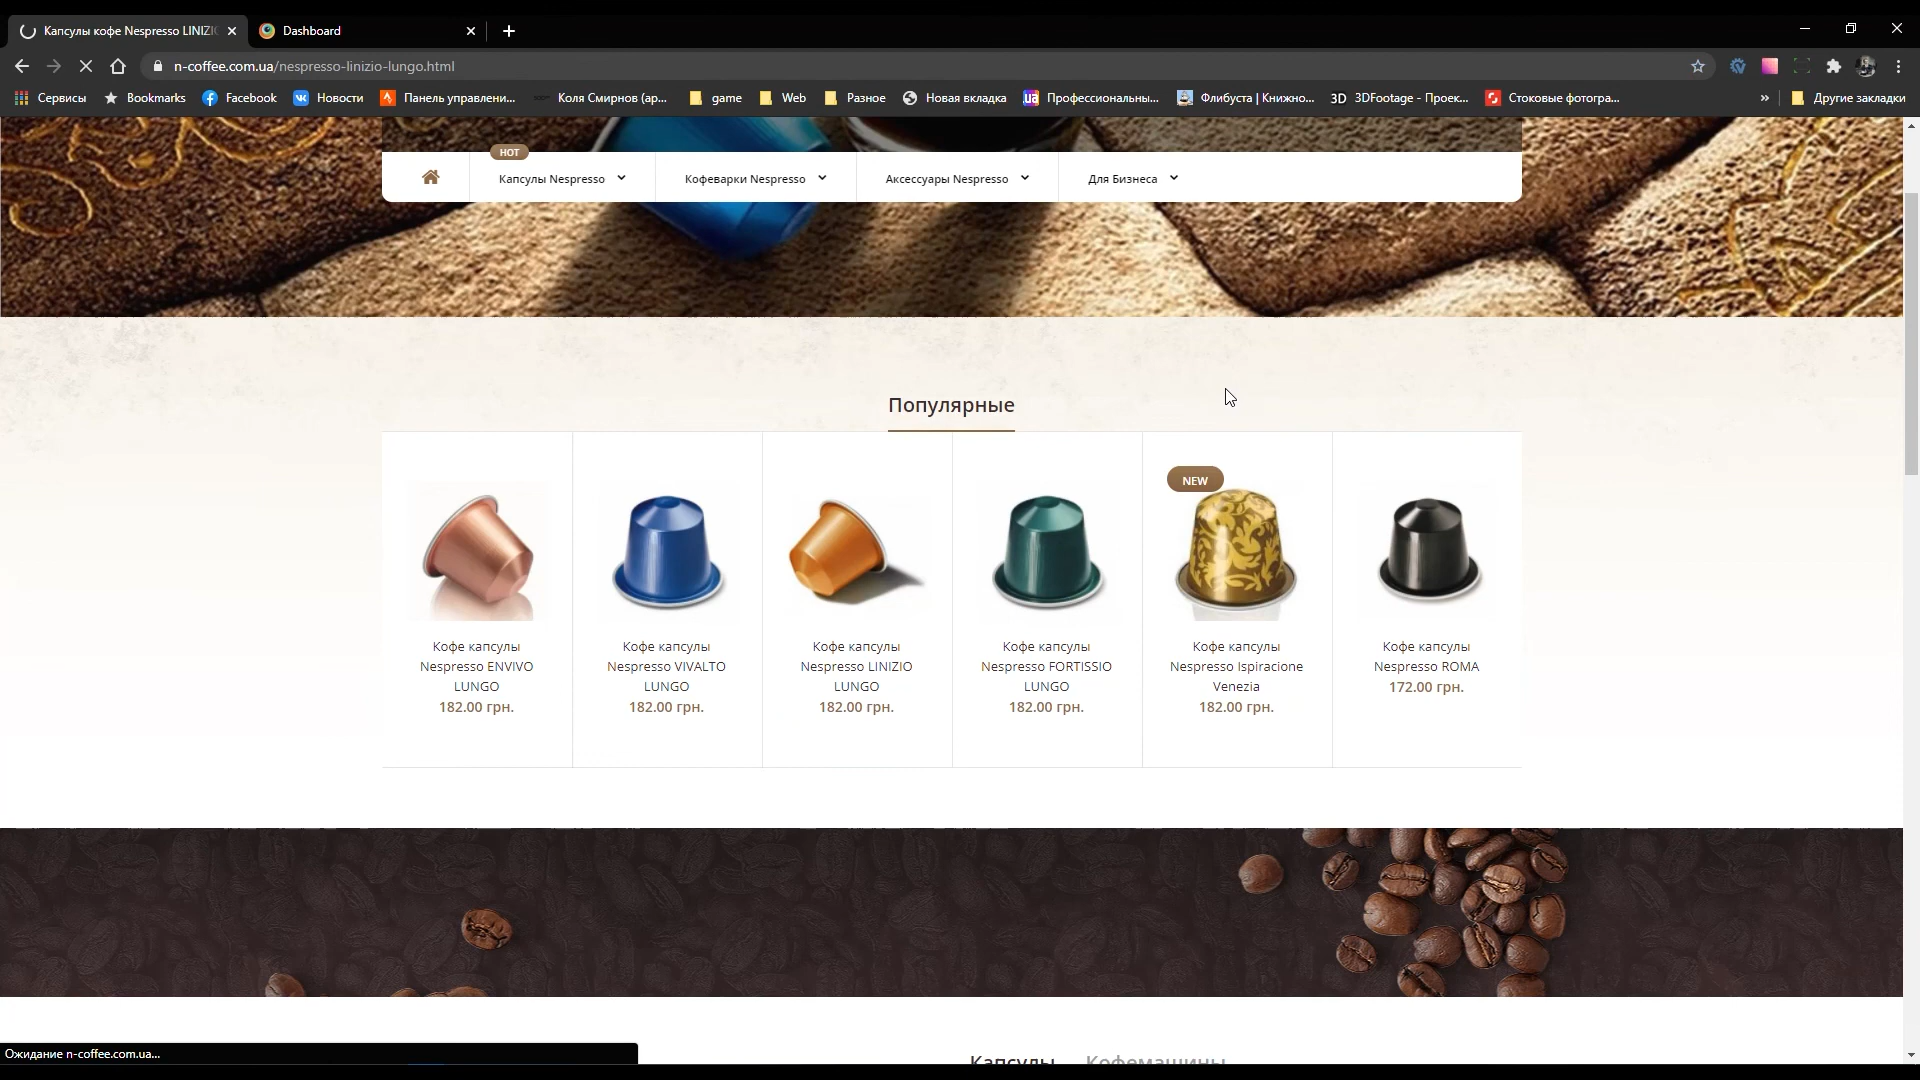 Капсулы кофе Nespresso LINIZI
Dashboard
n-coffee.com.ua/nespresso-linizio-lungo.html
Сервисы
Bookmarks
Facebook
Новости
Панель управлени...
Коля Смирнов (ар...
game
Web
Разное
Новая вкладка
Профессиональны...
Флибуста | Книжно...
3DFootage - Проек...
Стоковые фотогра...
»
Другие закладки
HOT
Капсулы Nespresso
Кофеварки Nespresso
Аксессуары Nespresso
Для Бизнеса
Популярные
Кофе капсулы
Nespresso ENVIVO
LUNGO
182.00 грн.
Кофе капсулы
Nespresso VIVALTO
LUNGO
182.00 грн.
Кофе капсулы
Nespresso LINIZIO
LUNGO
182.00 грн.
Кофе капсулы
Nespresso FORTISSIO
LUNGO
182.00 грн.
NEW
Кофе капсулы
Nespresso Ispiracione
Venezia
182.00 грн.
Кофе капсулы
Nespresso ROMA
172.00 грн.
Капсулы
Кофемашины
Ожидание n-coffee.com.ua...